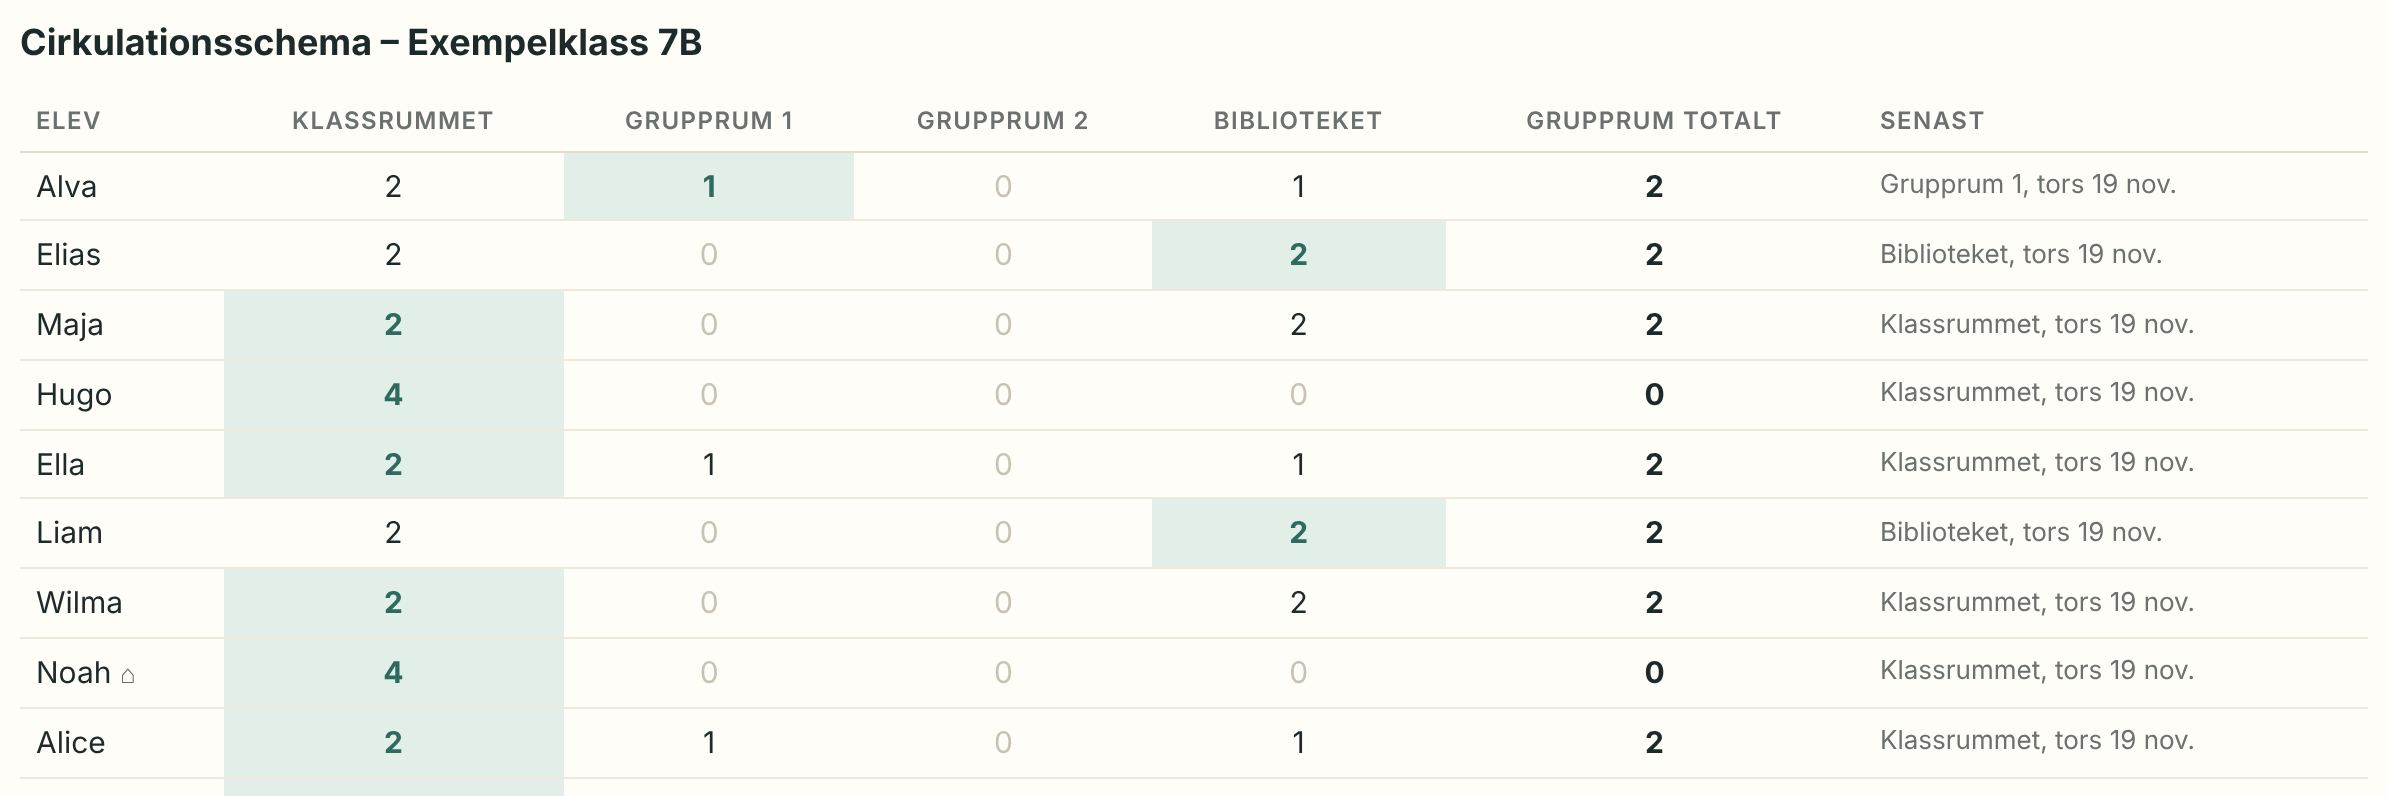 Cirkulationsschema – Exempelklass 7B
ELEV KLASSRUMMET GRUPPRUM 1 GRUPPRUM 2 BIBLIOTEKET GRUPPRUM TOTALT SENAST
Alva 2 1 0 1 2 Grupprum 1, tors 19 nov.
Elias 2 0 0 2 2 Biblioteket, tors 19 nov.
Maja 2 0 0 2 2 Klassrummet, tors 19 nov.
Hugo 4 0 0 0 0 Klassrummet, tors 19 nov.
Ella 2 1 0 1 2 Klassrummet, tors 19 nov.
Liam 2 0 0 2 2 Biblioteket, tors 19 nov.
Wilma 2 0 0 2 2 Klassrummet, tors 19 nov.
Noah ⌂ 4 0 0 0 0 Klassrummet, tors 19 nov.
Alice 2 1 0 1 2 Klassrummet, tors 19 nov.